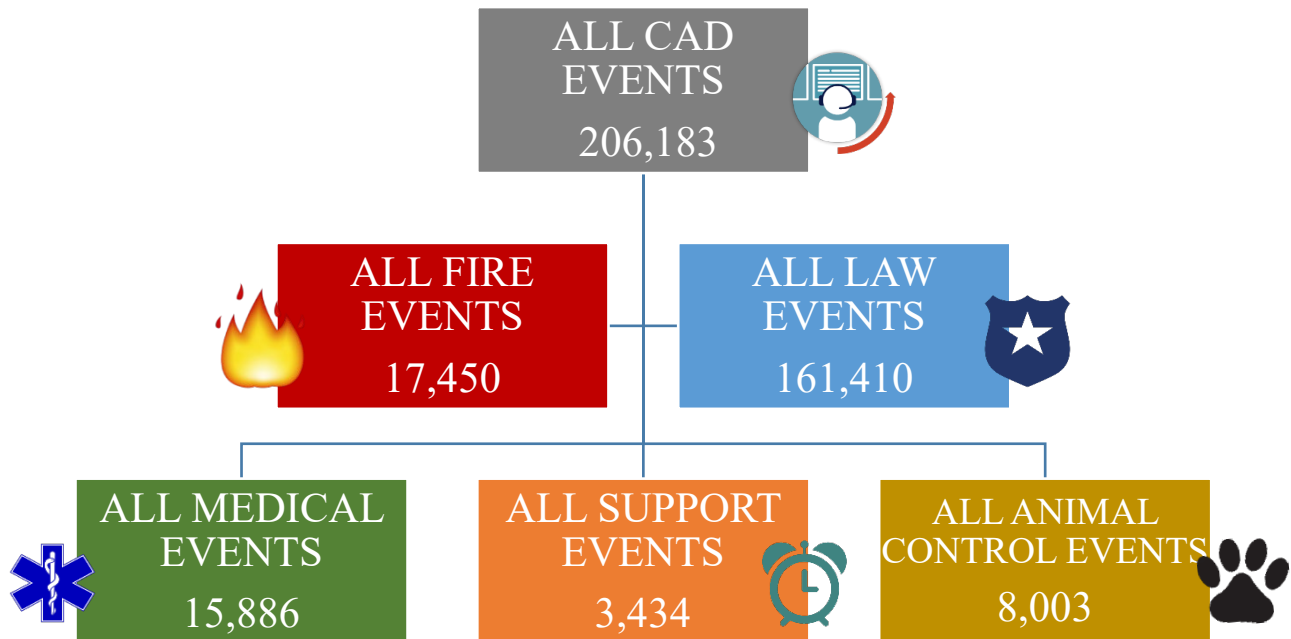 ALL CAD
EVENTS
206,183
ALL FIRE
EVENTS
17,450
ALL LAW
EVENTS
161,410
ALL MEDICAL
EVENTS
15,886
ALL SUPPORT
EVENTS
3,434
ALL ANIMAL
CONTROL EVENTS
8,003